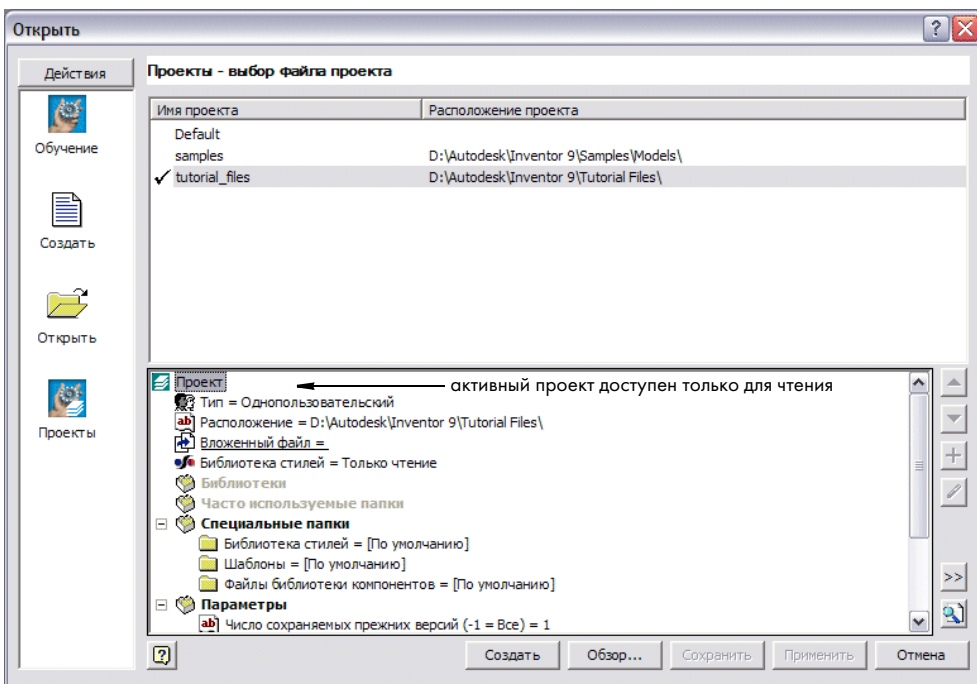 Открыть
Действия
Обучение
Создать
Открыть
Проекты
Проекты - выбор файла проекта
Имя проекта Расположение проекта
Default
samples D:\Autodesk\Inventor 9\Samples\Models\
tutorial_files D:\Autodesk\Inventor 9\Tutorial Files\
Проект активный проект доступен только для чтения
Тип = Однопользовательский
Расположение = D:\Autodesk\Inventor 9\Tutorial Files\
Вложенный файл =
Библиотека стилей = Только чтение
Библиотеки
Часто используемые папки
Специальные папки
Библиотека стилей = [По умолчанию]
Шаблоны = [По умолчанию]
Файлы библиотеки компонентов = [По умолчанию]
Параметры
Число сохраняемых прежних версий (-1 = Все) = 1
>>
Создать Обзор... Сохранить Применить Отмена